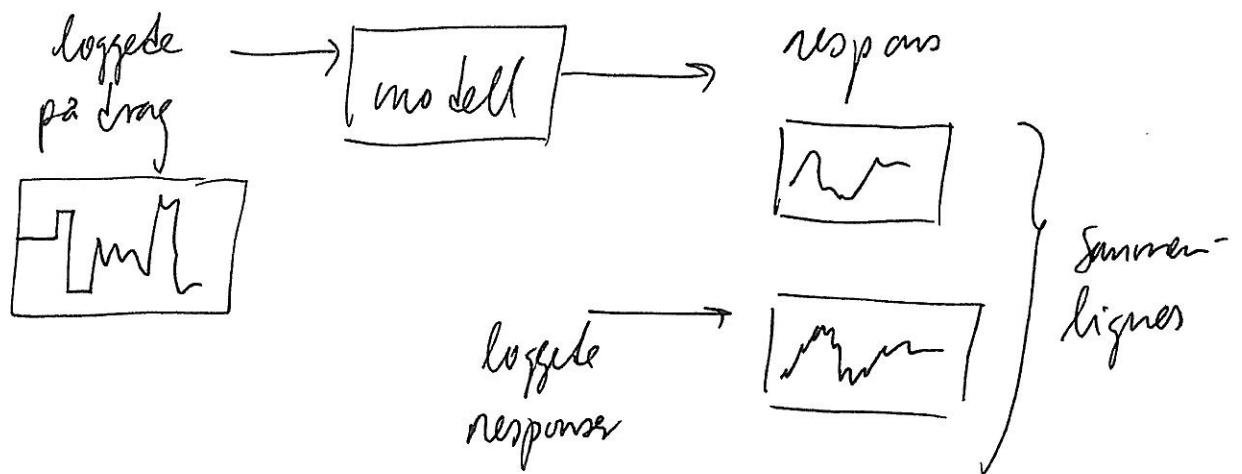 loggede
på drag
modell
respons
loggede
responser
Sammen-
lignes